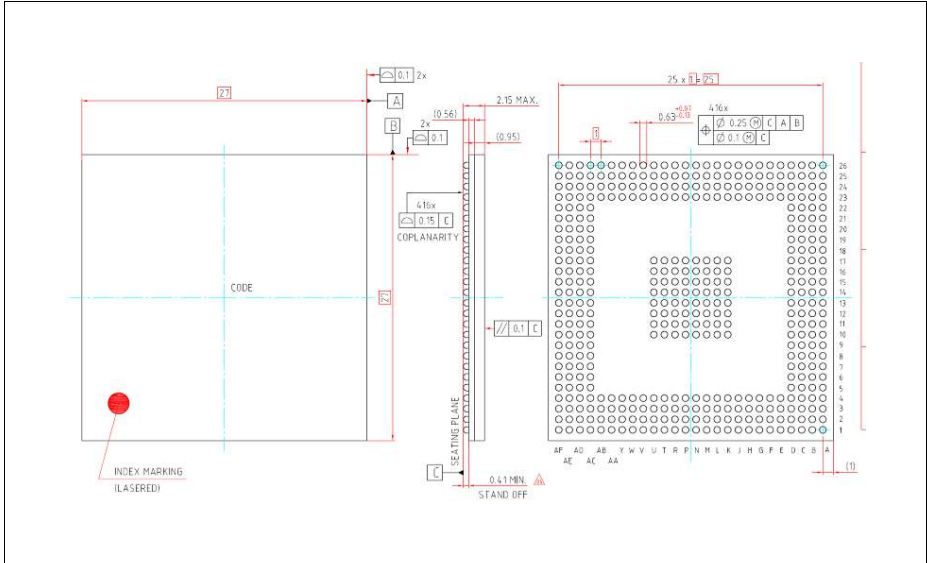 ⌓ 0.1 2x
27
A
B
2x
⌓ 0.1
CODE
27
INDEX MARKING
(LASERED)
2.15 MAX.
(0.56)
(0.95)
416x
⌓ 0.15 C
COPLANARITY
// 0.1 C
SEATING PLANE
C
0.41 MIN.
STAND OFF
25 x 1 = 25
1
0.63 +0.07 -0.13
416x
⌖ Ø 0.25 Ⓜ C A B
Ø 0.1 Ⓜ C
26
25
24
23
22
21
20
19
18
17
16
15
14
13
12
11
10
9
8
7
6
5
4
3
2
1
AF AD AB Y W V U T R P N M L K J H G F E D C B A
AE AC AA
(1)